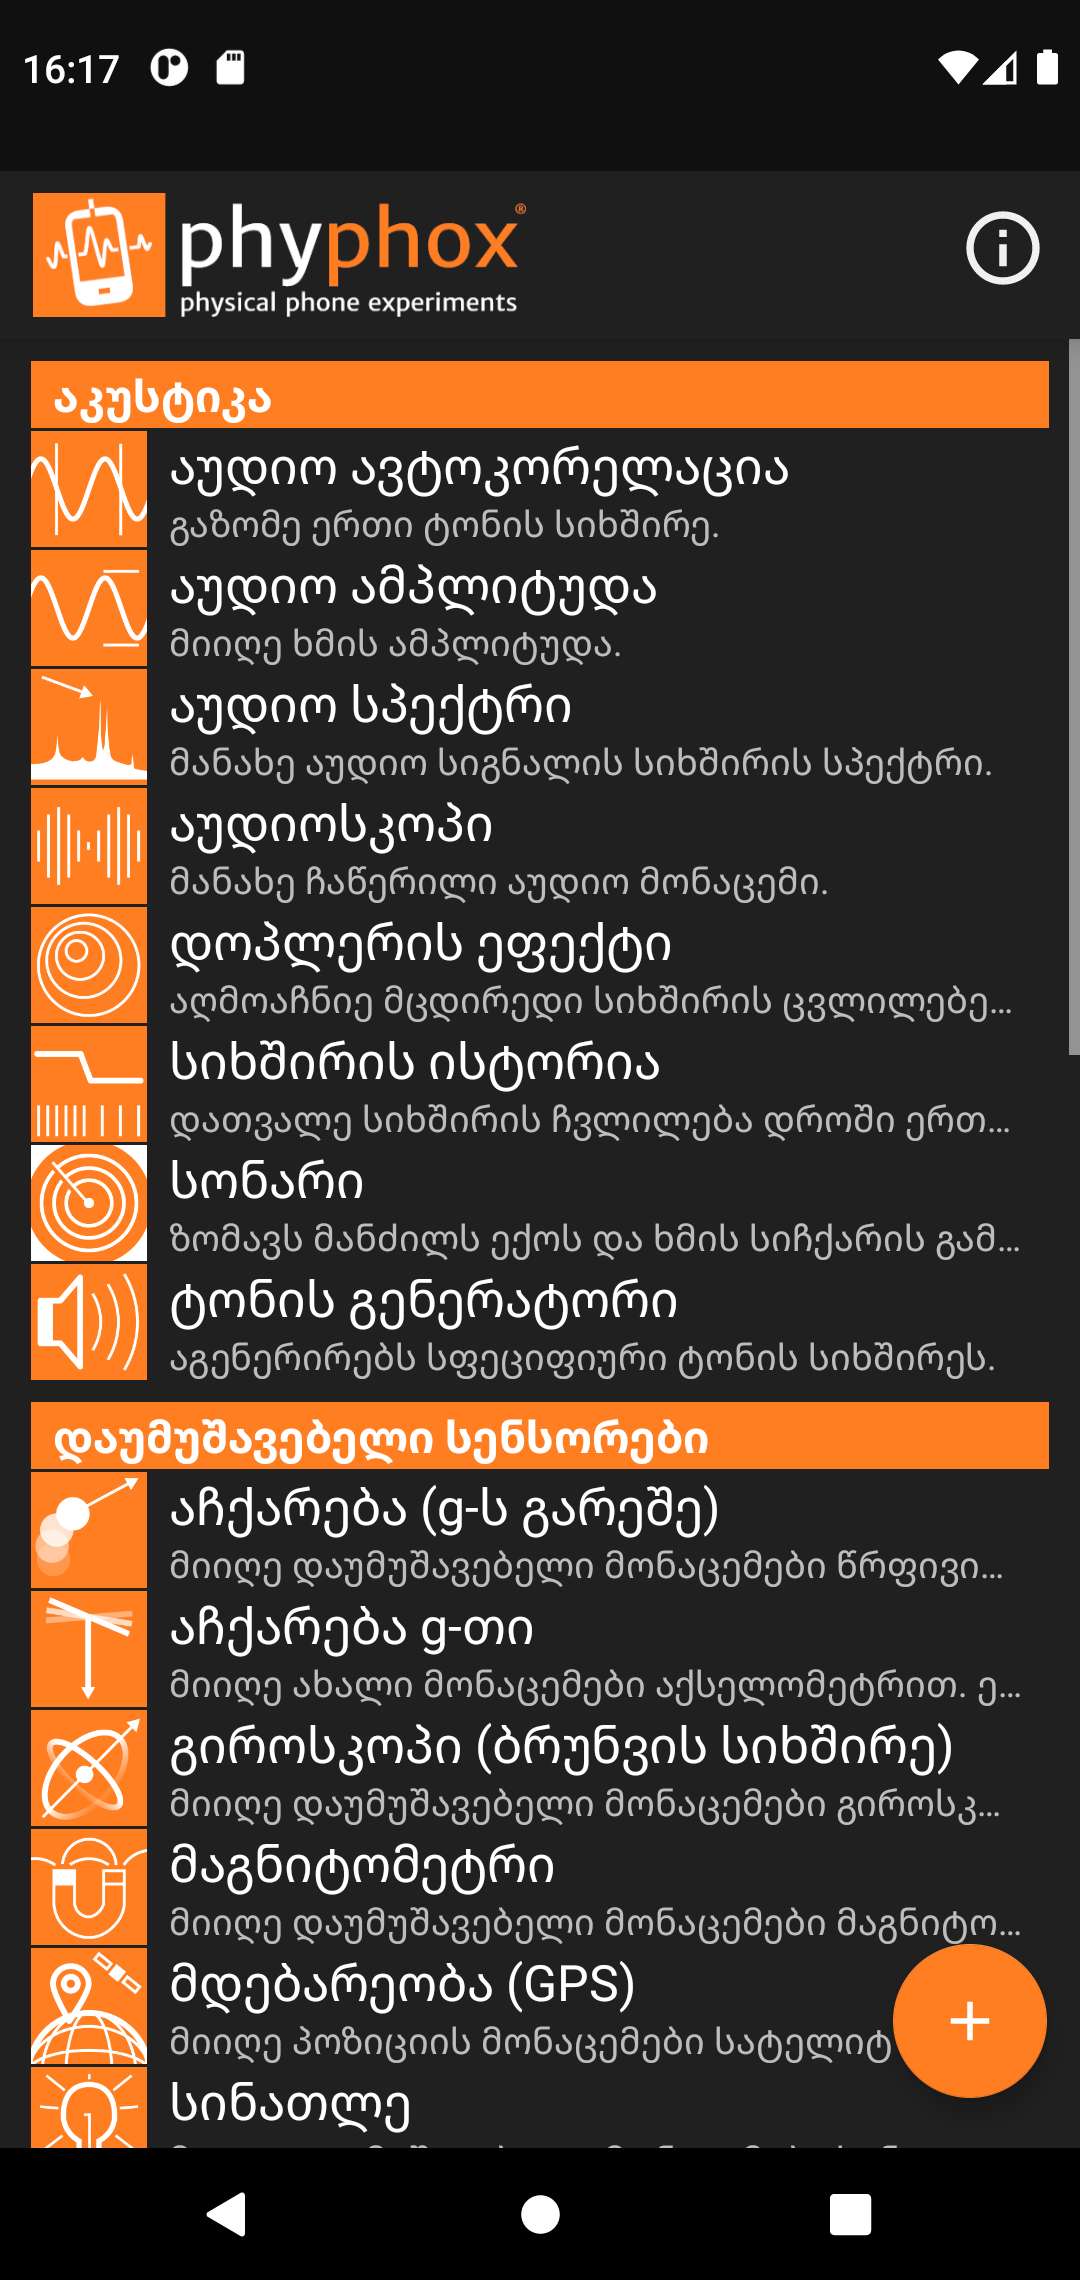 16:17
phyphox®
physical phone experiments
აკუსტიკა
აუდიო ავტოკორელაცია
გაზომე ერთი ტონის სიხშირე.
აუდიო ამპლიტუდა
მიიღე ხმის ამპლიტუდა.
აუდიო სპექტრი
მანახე აუდიო სიგნალის სიხშირის სპექტრი.
აუდიოსკოპი
მანახე ჩაწერილი აუდიო მონაცემი.
დოპლერის ეფექტი
აღმოაჩნიე მცდირედი სიხშირის ცვლილებე...
სიხშირის ისტორია
დათვალე სიხშირის ჩვლილება დროში ერთ...
სონარი
ზომავს მანძილს ექოს და ხმის სიჩქარის გამ...
ტონის გენერატორი
აგენერირებს სფეციფიური ტონის სიხშირეს.
დაუმუშავებელი სენსორები
აჩქარება (g-ს გარეშე)
მიიღე დაუმუშავებელი მონაცემები წრფივი...
აჩქარება g-თი
მიიღე ახალი მონაცემები აქსელომეტრით. ე...
გიროსკოპი (ბრუნვის სიხშირე)
მიიღე დაუმუშავებელი მონაცემები გიროსკ...
მაგნიტომეტრი
მიიღე დაუმუშავებელი მონაცემები მაგნიტო...
მდებარეობა (GPS)
მიიღე პოზიციის მონაცემები სატელიტ
სინათლე